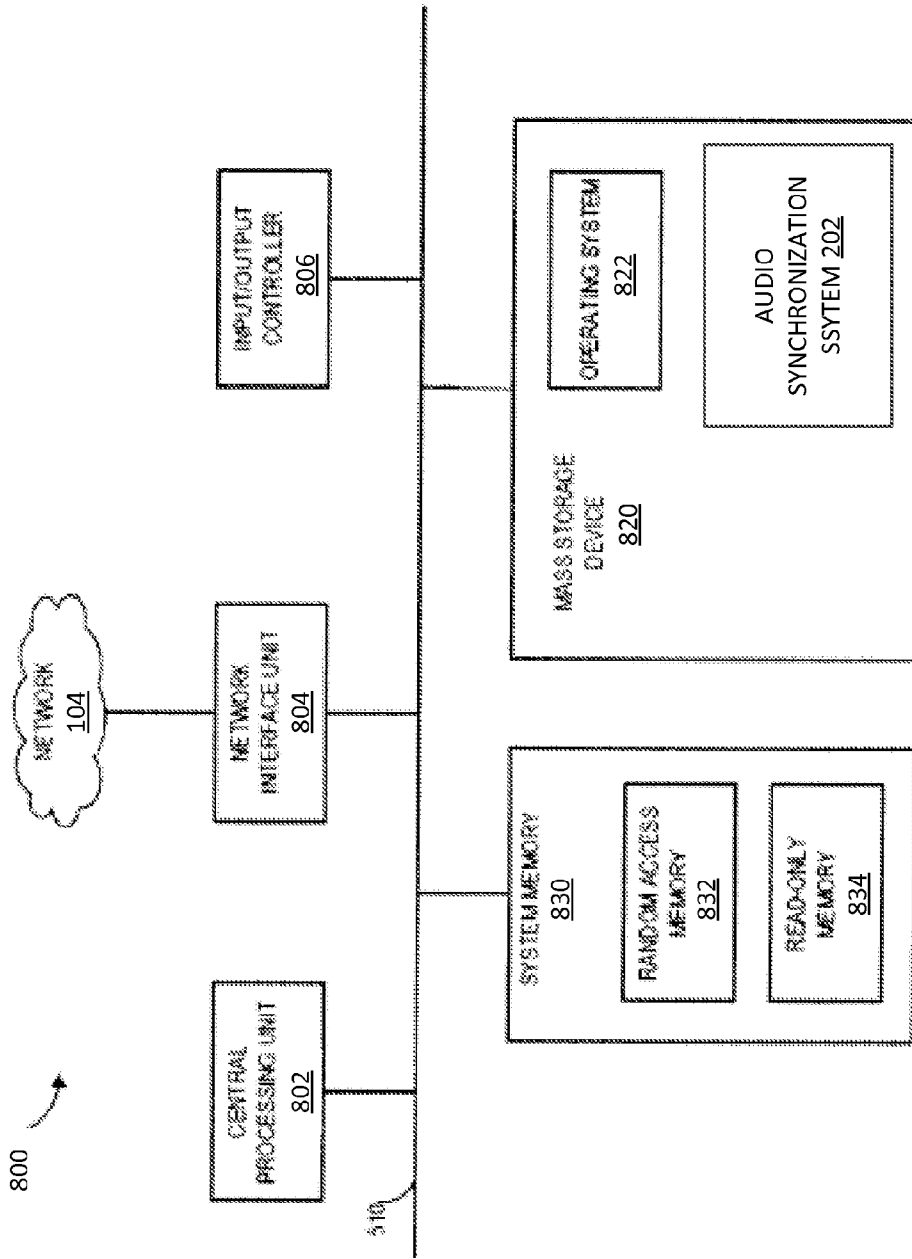 800
NETWORK
104
CENTRAL
PROCESSING UNIT
802
NETWORK
INTERFACE UNIT
804
INPUT/OUTPUT
CONTROLLER
806
SYSTEM MEMORY
830
RANDOM ACCESS
MEMORY
832
READ-ONLY
MEMORY
834
MASS STORAGE
DEVICE
820
OPERATING SYSTEM
822
AUDIO
SYNCHRONIZATION
SSYTEM 202